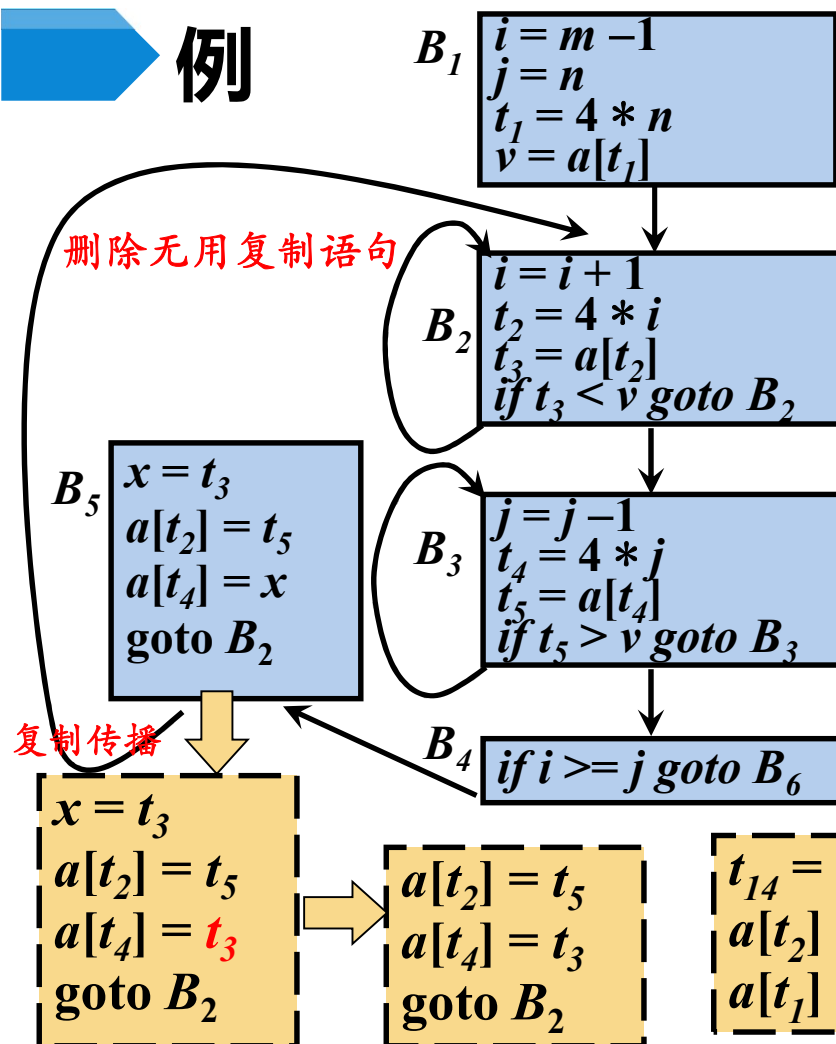 例
B₁
i = m –1
j = n
t₁ = 4 * n
v = a[t₁]
删除无用复制语句
B₂
i = i + 1
t₂ = 4 * i
t₃ = a[t₂]
if t₃ < v goto B₂
B₅
x = t₃
a[t₂] = t₅
a[t₄] = x
goto B₂
B₃
j = j –1
t₄ = 4 * j
t₅ = a[t₄]
if t₅ > v goto B₃
复制传播
B₄
if i >= j goto B₆
x = t₃
a[t₂] = t₅
a[t₄] = t₃
goto B₂
a[t₂] = t₅
a[t₄] = t₃
goto B₂
t₁₄ =
a[t₂]
a[t₁]